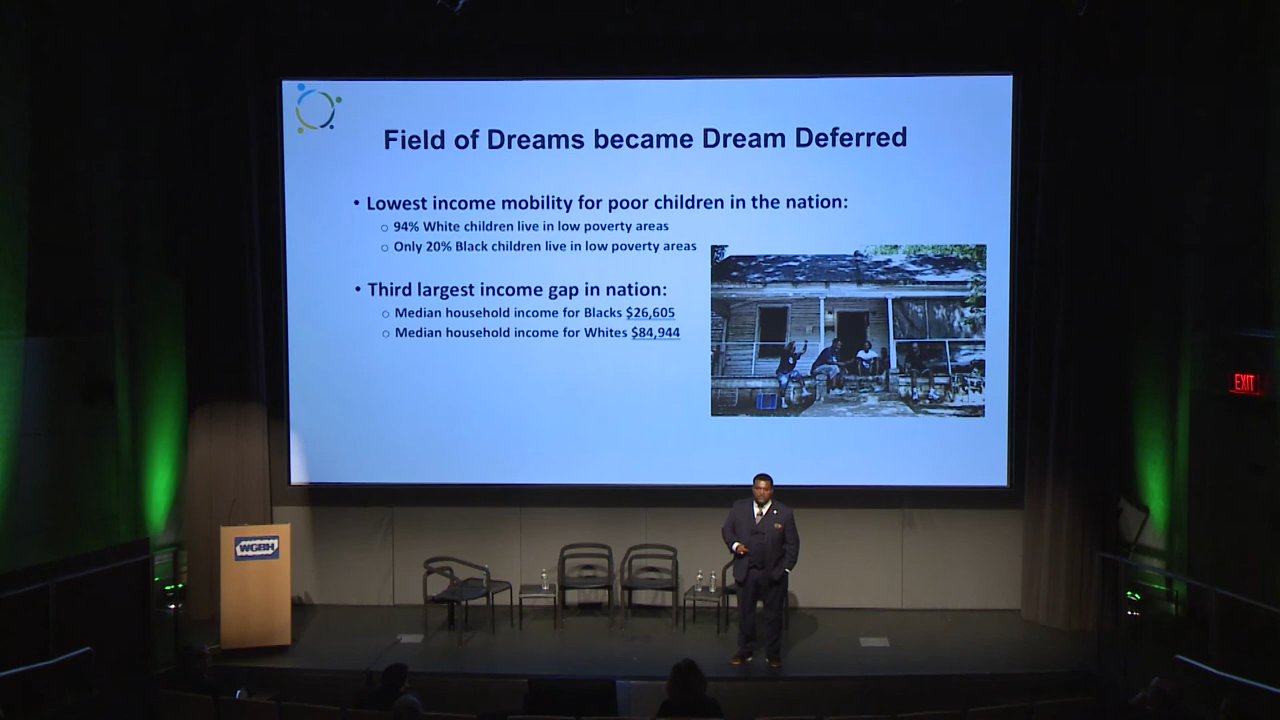 Field of Dreams became Dream Deferred
• Lowest income mobility for poor children in the nation:
○ 94% White children live in low poverty areas
○ Only 20% Black children live in low poverty areas
• Third largest income gap in nation:
○ Median household income for Blacks $26,605
○ Median household income for Whites $84,944
EXIT
WGBH